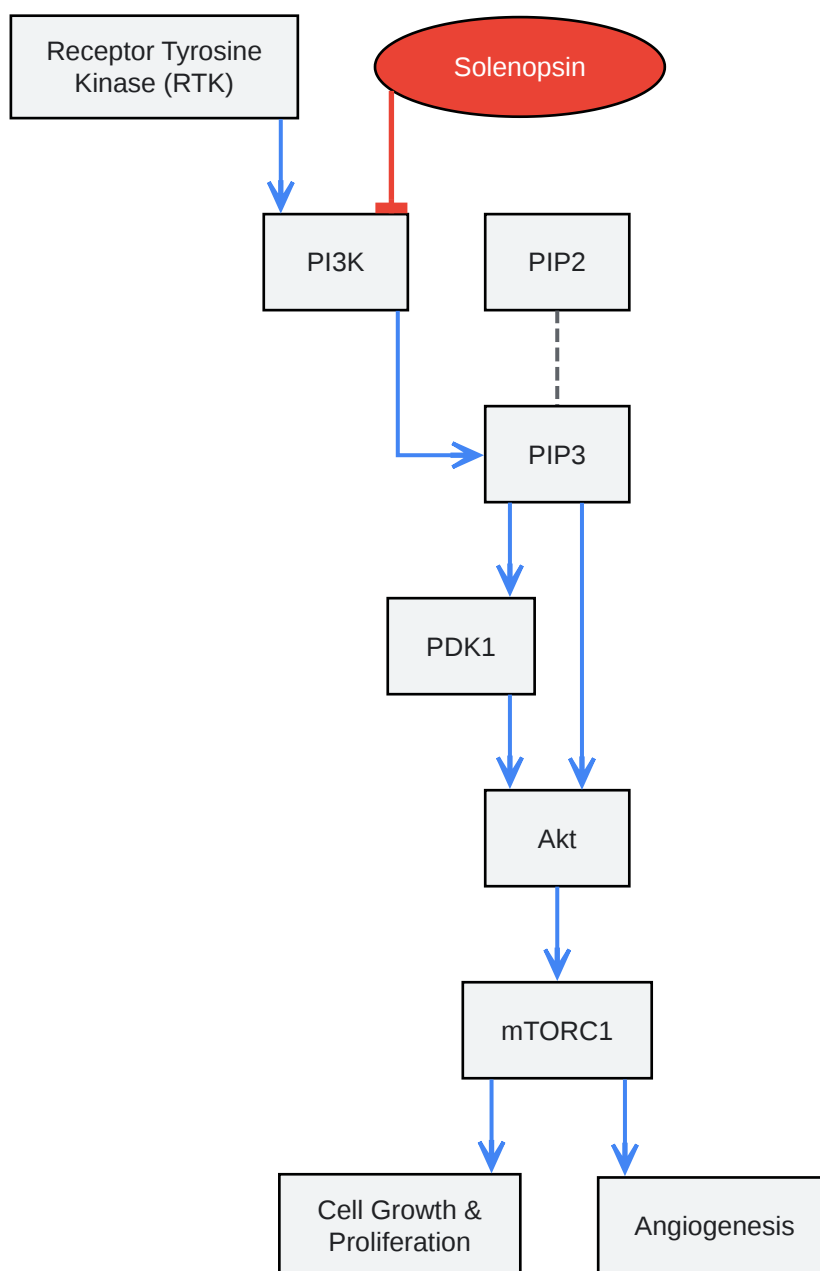 Receptor Tyrosine
Kinase (RTK)
Solenopsin
PI3K
PIP2
PIP3
PDK1
Akt
mTORC1
Cell Growth &
Proliferation
Angiogenesis